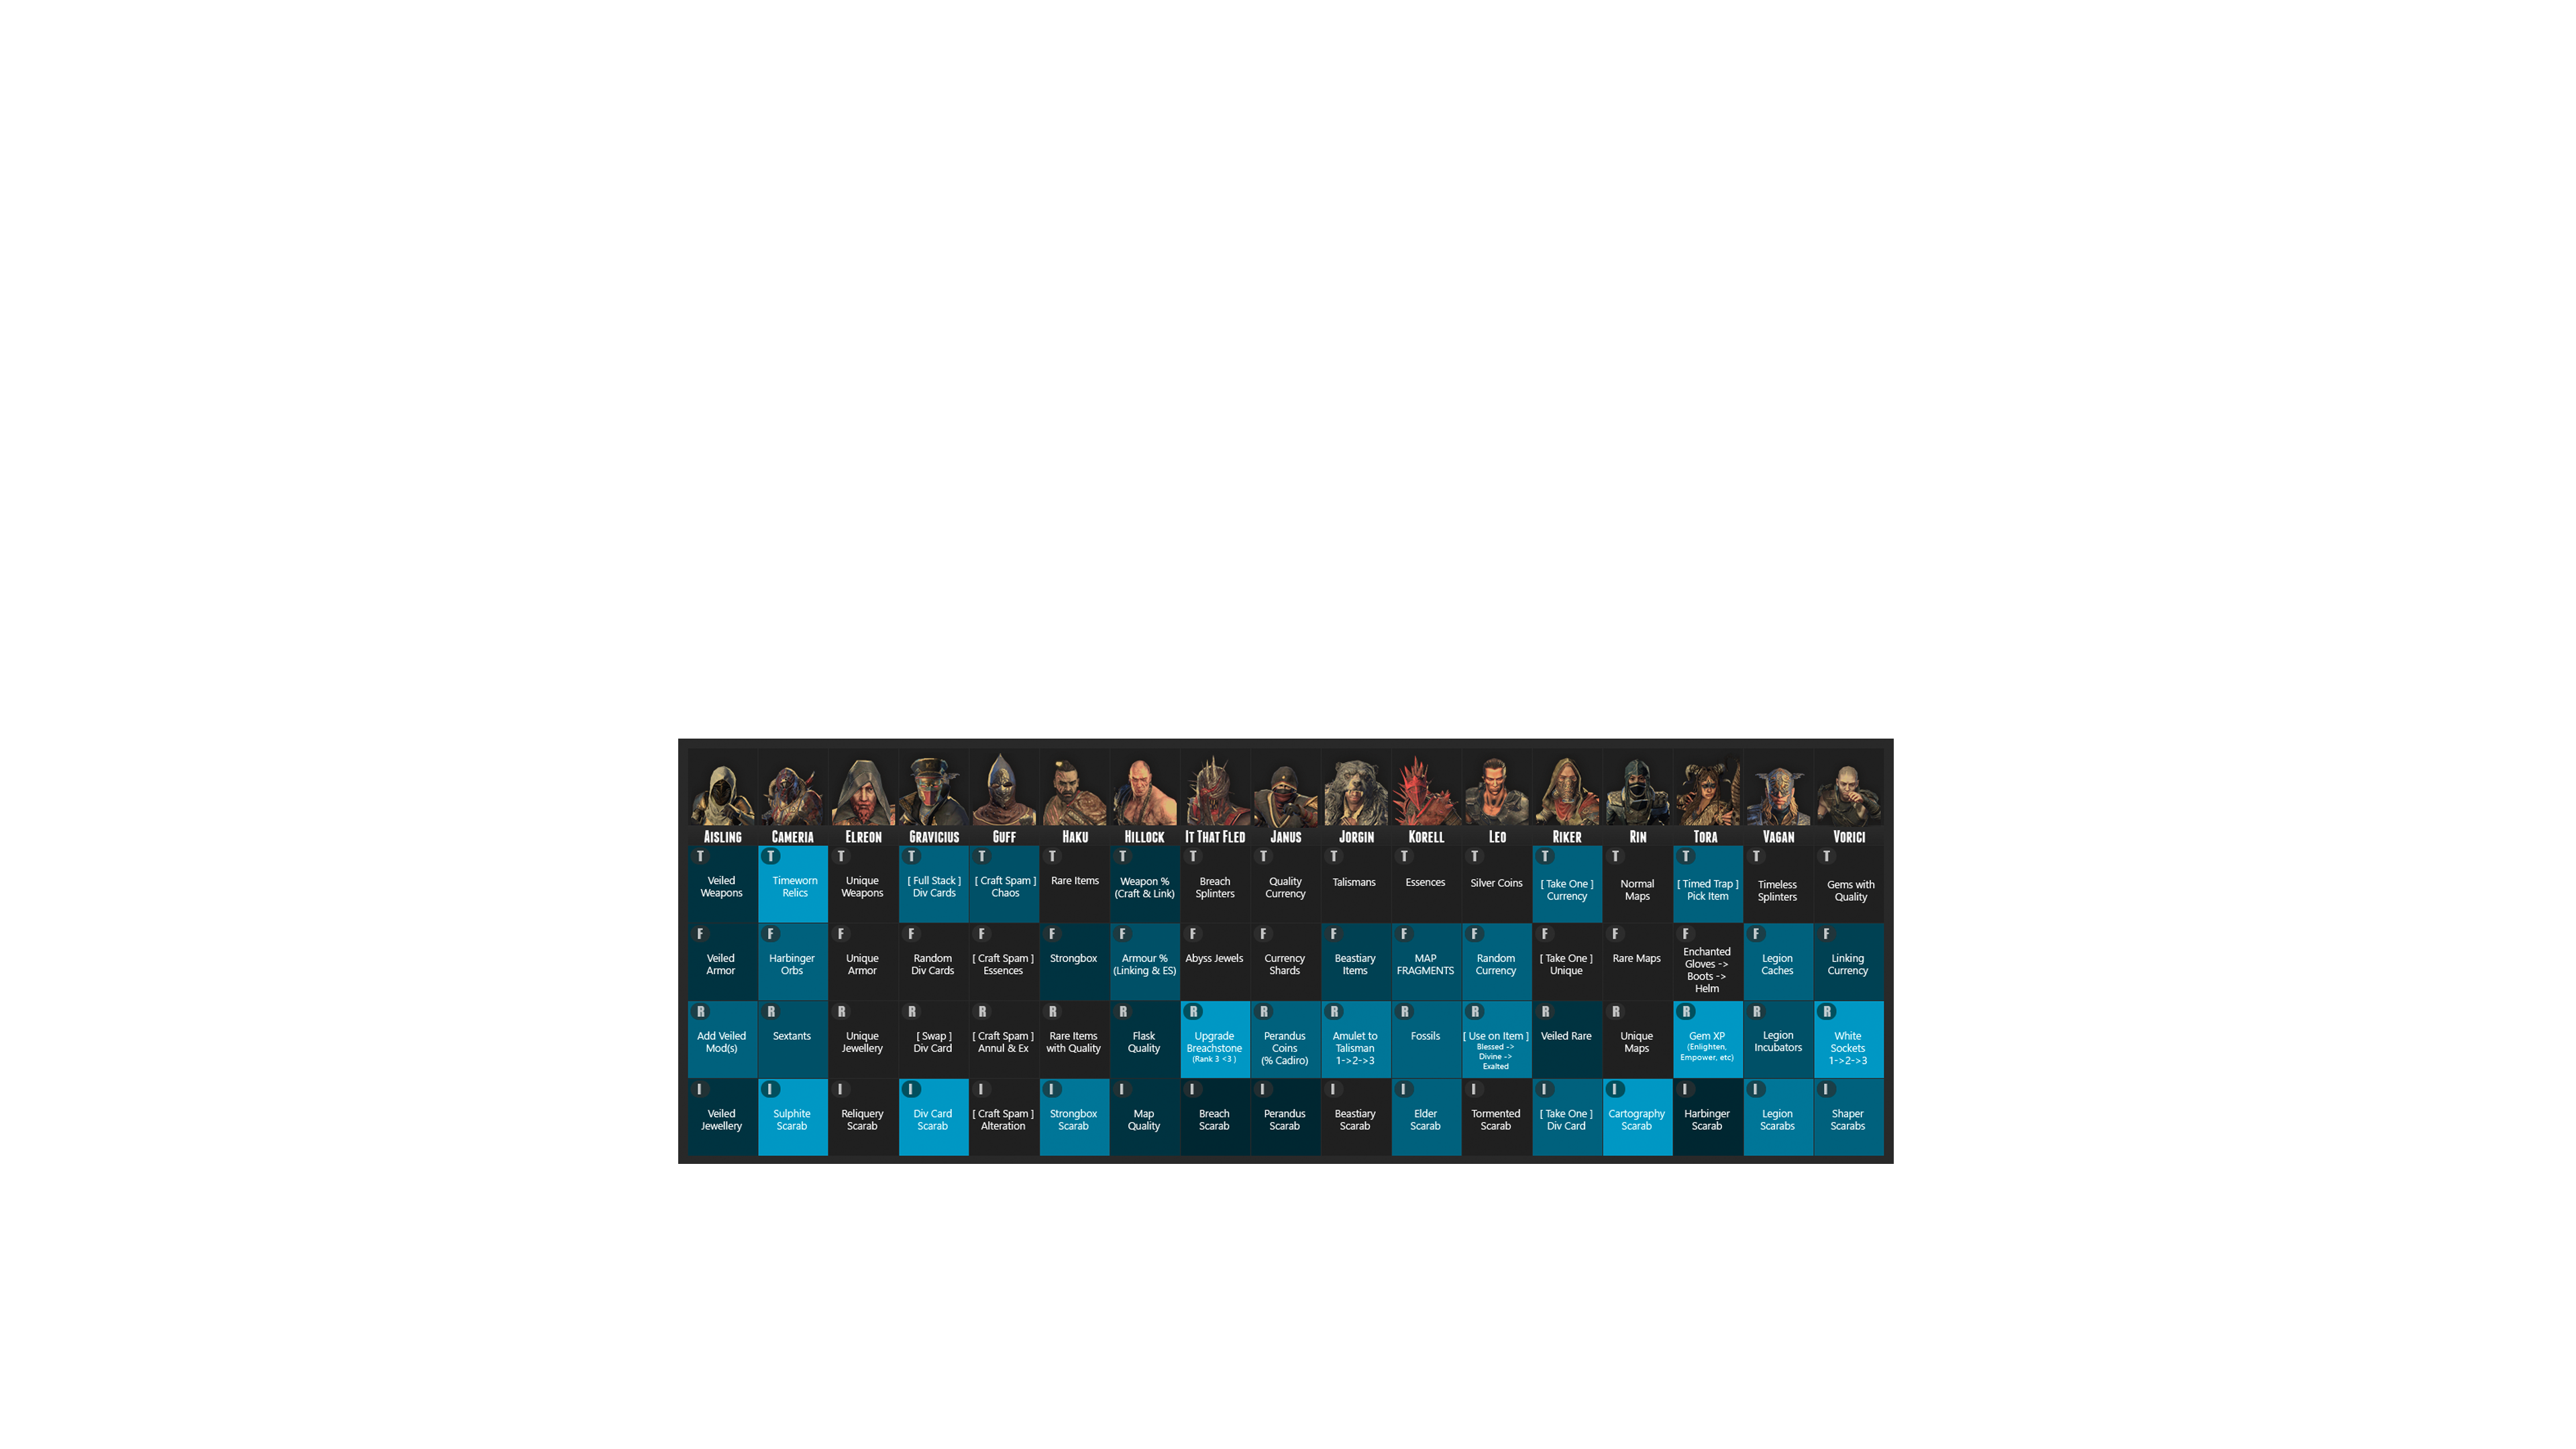 Aisling Cameria Elreon Gravicius Guff Haku Hillock It That Fled Janus Jorgin Korell Leo Riker Rin Tora Vagan Vorici
T T T T T T T T T T T T T T T T T
Veiled Weapons
Timeworn Relics
Unique Weapons
[ Full Stack ] Div Cards
[ Craft Spam ] Chaos
Rare Items
Weapon % (Craft & Link)
Breach Splinters
Quality Currency
Talismans
Essences
Silver Coins
[ Take One ] Currency
Normal Maps
[ Timed Trap ] Pick Item
Timeless Splinters
Gems with Quality
F F F F F F F F F F F F F F F F F
Veiled Armor
Harbinger Orbs
Unique Armor
Random Div Cards
[ Craft Spam ] Essences
Strongbox
Armour % (Linking & ES)
Abyss Jewels
Currency Shards
Beastiary Items
MAP FRAGMENTS
Random Currency
[ Take One ] Unique
Rare Maps
Enchanted Gloves -> Boots -> Helm
Legion Caches
Linking Currency
R R R R R R R R R R R R R R R R R
Add Veiled Mod(s)
Sextants
Unique Jewellery
[ Swap ] Div Card
[ Craft Spam ] Annul & Ex
Rare Items with Quality
Flask Quality
Upgrade Breachstone (Rank 3 <3 )
Perandus Coins (% Cadiro)
Amulet to Talisman 1->2->3
Fossils
[ Use on Item ] Blessed -> Divine -> Exalted
Veiled Rare
Unique Maps
Gem XP (Enlighten, Empower, etc)
Legion Incubators
White Sockets 1->2->3
I I I I I I I I I I I I I I I I I
Veiled Jewellery
Sulphite Scarab
Reliquery Scarab
Div Card Scarab
[ Craft Spam ] Alteration
Strongbox Scarab
Map Quality
Breach Scarab
Perandus Scarab
Beastiary Scarab
Elder Scarab
Tormented Scarab
[ Take One ] Div Card
Cartography Scarab
Harbinger Scarab
Legion Scarabs
Shaper Scarabs